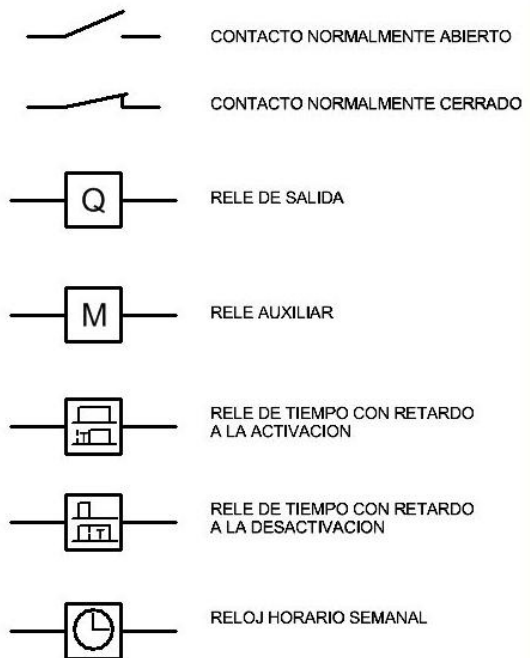 CONTACTO NORMALMENTE ABIERTO
CONTACTO NORMALMENTE CERRADO
Q
RELE DE SALIDA
M
RELE AUXILIAR
RELE DE TIEMPO CON RETARDO
A LA ACTIVACION
T
RELE DE TIEMPO CON RETARDO
A LA DESACTIVACION
T
RELOJ HORARIO SEMANAL